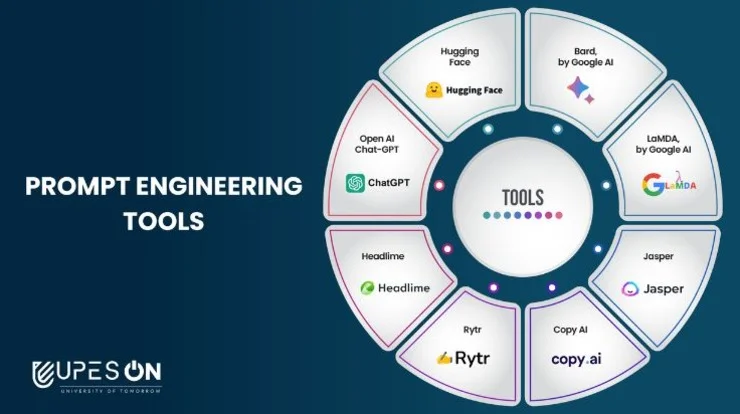 PROMPT ENGINEERING
TOOLS
UPES ON
UNIVERSITY OF TOMORROW
TOOLS
Hugging
Face
Hugging Face
Bard,
by Google AI
LaMDA,
by Google AI
LaMDA
Jasper
Jasper
Copy AI
copy.ai
Rytr
Rytr
Headlime
Headlime
Open AI
Chat-GPT
ChatGPT